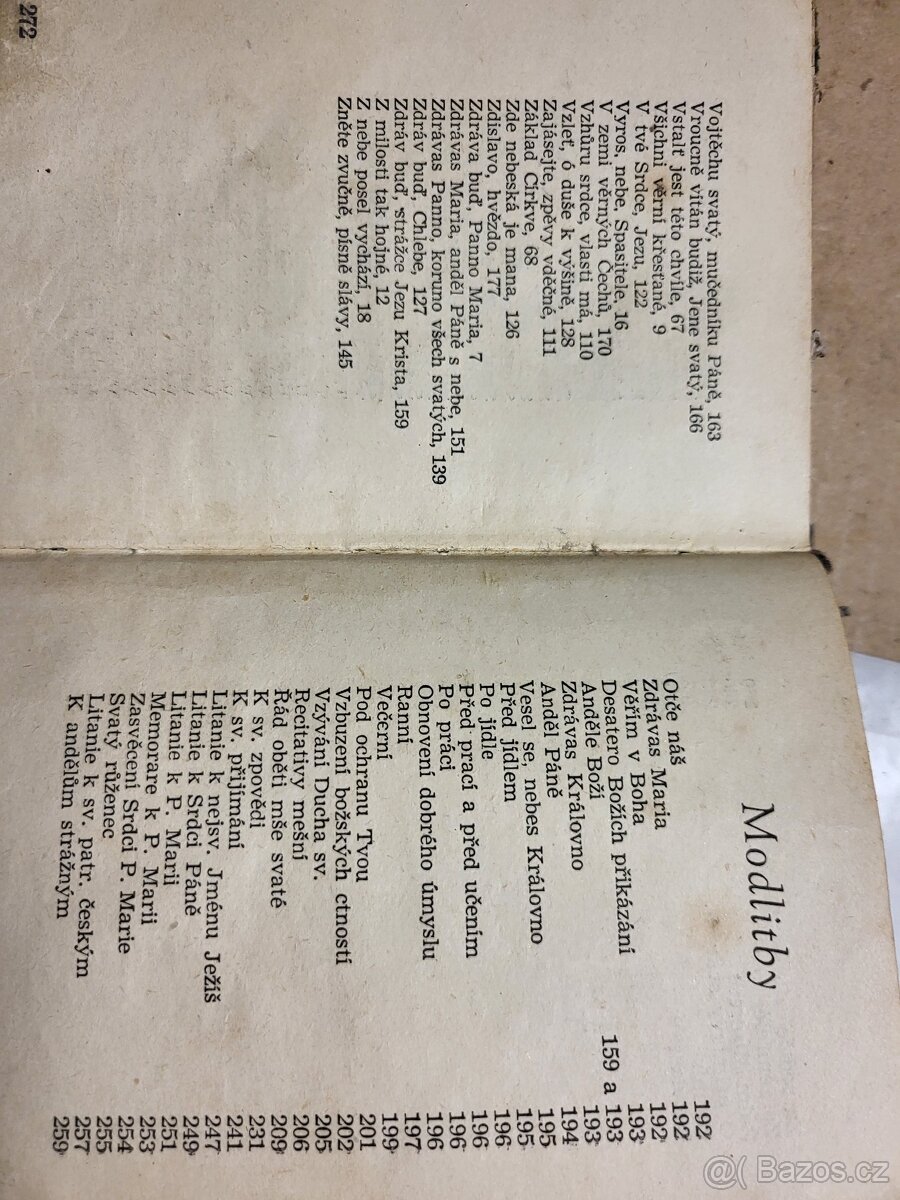 Vojtěchu svatý, mučedníku Páně, 163
Vroucně vítán budiž, Jene svatý, 166
Vstalť jest této chvíle, 67
Všichni věrní křesťané, 9
V tvé Srdce, Jezu, 122
Vyros, nebe, Spasitele, 16
V zemi věrných Čechů, 170
Vzhůru srdce, vlasti má, 110
Vzleť, ó duše k výšině, 128
Zajásejte, zpěvy vděčné, 111
Základ Církve, 68
Zde nebeská je mana, 126
Zdislavo, hvězdo, 177
Zdráva buď, Panno Maria, 7
Zdrávas Maria, anděl Páně s nebe, 151
Zdrávas Panno, koruno všech svatých, 139
Zdráv buď, Chlebe, 127
Zdráv buď, strážce Jezu Krista, 159
Z milosti tak hojné, 12
Z nebe posel vychází, 18
Zněte zvučně, písně slávy, 145
272
Modlitby
Otče náš 192
Zdrávas Maria 192
Věřím v Boha 192
Desatero Božích přikázání 193
Anděle Boží 159 a 193
Zdrávas Královno 193
Anděl Páně 194
Vesel se, nebes Královno 195
Před jídlem 195
Po jídle 196
Před prací a před učením 196
Po práci 196
Obnovení dobrého úmyslu 196
Ranní 197
Večerní 199
Pod ochranu Tvou 201
Vzbuzení božských ctností 202
Vzývání Ducha sv. 205
Recitativy mešní 206
Řád oběti mše svaté 209
K sv. zpovědi 231
K sv. přijímání 241
Litanie k nejsv. Jménu Ježíš 247
Litanie k Srdci Páně 249
Litanie k P. Marii 251
Memorare k P. Marii 253
Zasvěcení Srdci P. Marie 254
Svatý růženec 255
Litanie k sv. patr. českým 257
K andělům strážným 259
@ Bazos.cz